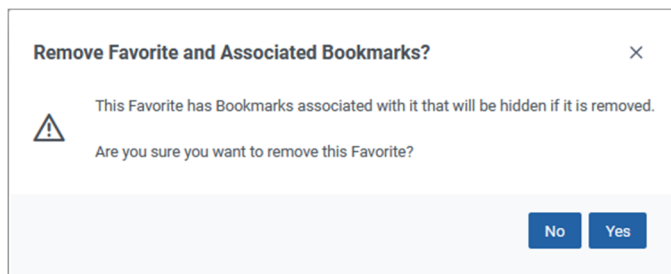 Remove Favorite and Associated Bookmarks?
This Favorite has Bookmarks associated with it that will be hidden if it is removed.
Are you sure you want to remove this Favorite?
No Yes